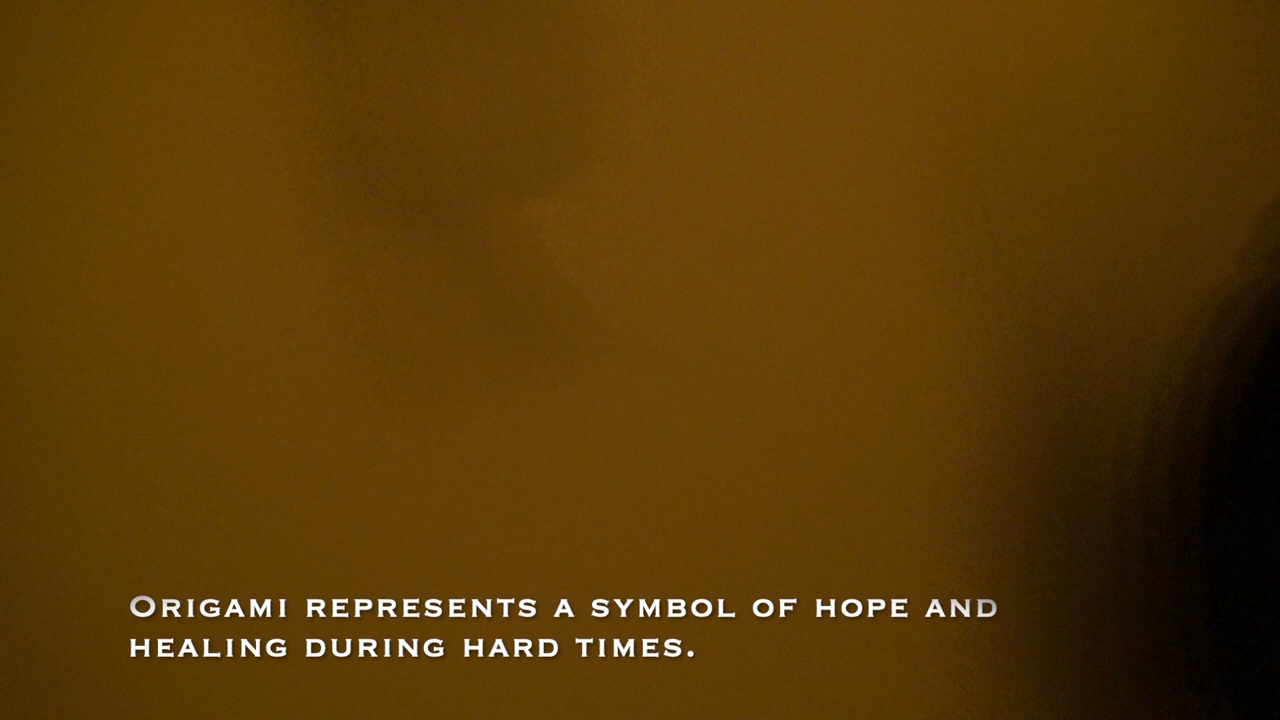 Origami represents a symbol of hope and
healing during hard times.